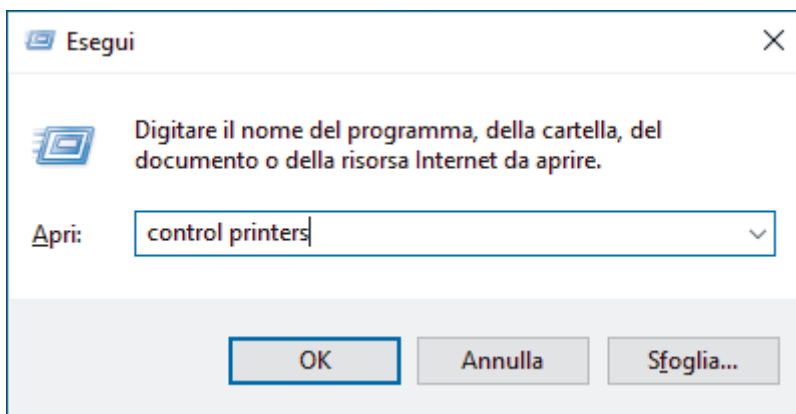 Esegui
Digitare il nome del programma, della cartella, del
documento o della risorsa Internet da aprire.
Apri: control printers
OK Annulla Sfoglia...